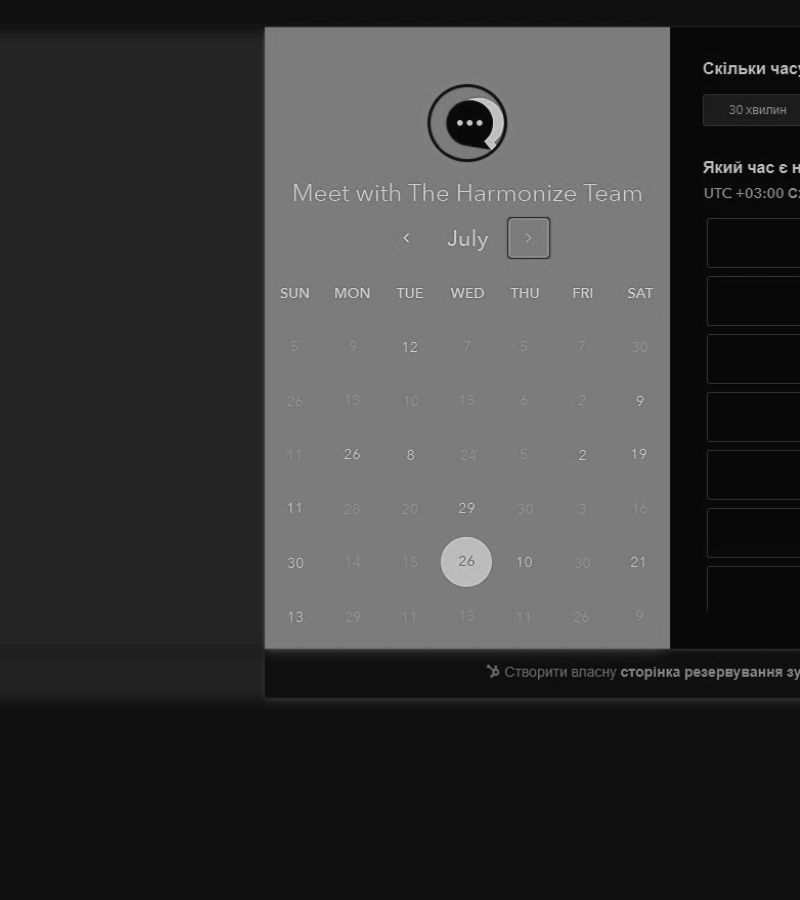 Meet with The Harmonize Team
July
SUN MON TUE WED THU FRI SAT
5 9 12 7 5 7 30
26 13 10 13 6 2 9
11 26 8 24 5 2 19
11 28 20 29 30 3 16
30 14 15 26 10 30 21
13 29 11 13 11 26 9
Скільки часу
30 хвилин
Який час є
UTC +03:00
Створити власну сторінка резервування